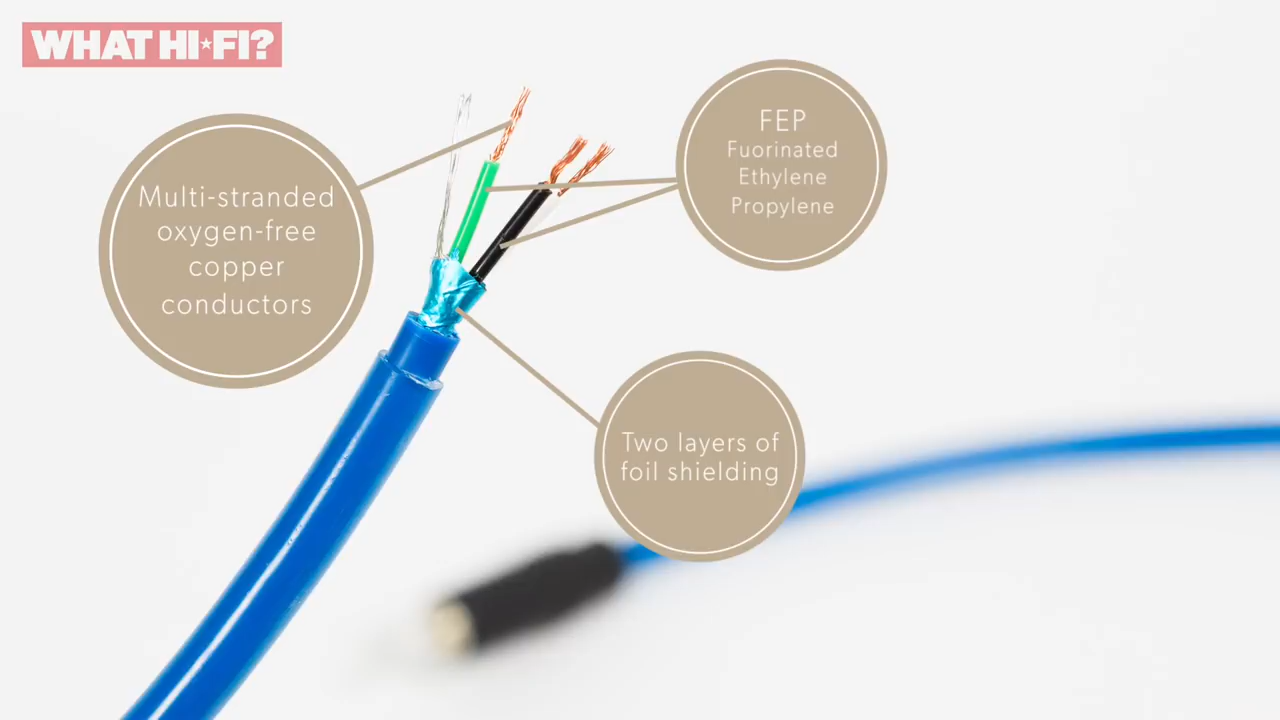 WHAT HI★FI?
Multi-stranded
oxygen-free
copper
conductors
FEP
Fuorinated
Ethylene
Propylene
Two layers of
foil shielding